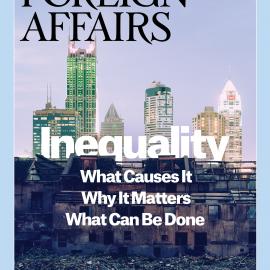 FOREIGN
AFFAIRS
Inequality
What Causes It
Why It Matters
What Can Be Done